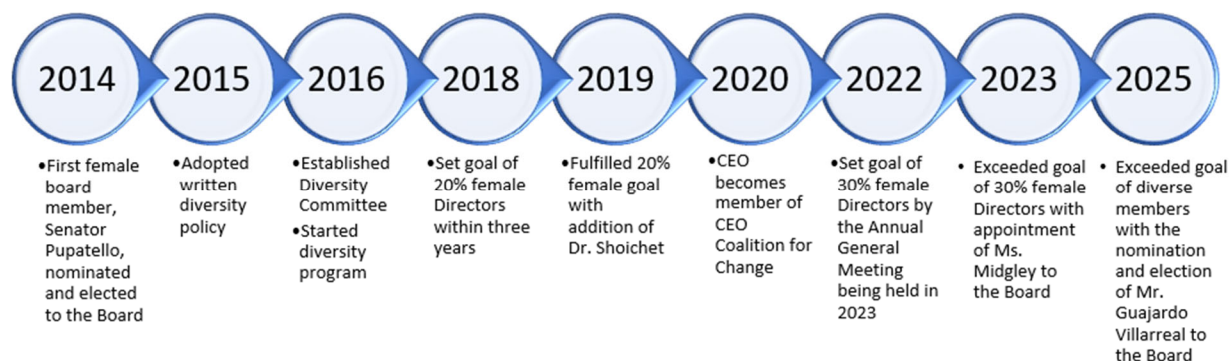 2014
2015
2016
2018
2019
2020
2022
2023
2025
•First female
board
member,
Senator
Pupatello,
nominated
and elected
to the Board
•Adopted
written
diversity
policy
•Established
Diversity
Committee
•Started
diversity
program
•Set goal of
20% female
Directors
within three
years
•Fulfilled 20%
female goal
with
addition of
Dr. Shoichet
•CEO
becomes
member of
CEO
Coalition for
Change
•Set goal of
30% female
Directors by
the Annual
General
Meeting
being held in
2023
• Exceeded goal
of 30% female
Directors with
appointment
of Ms.
Midgley to
the Board
• Exceeded goal
of diverse
members
with the
nomination
and election
of Mr.
Guajardo
Villarreal to
the Board